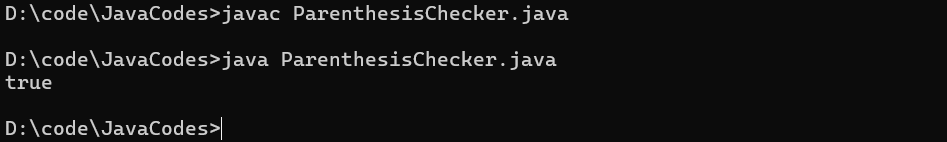 D:\code\JavaCodes>javac ParenthesisChecker.java
D:\code\JavaCodes>java ParenthesisChecker.java
true
D:\code\JavaCodes>